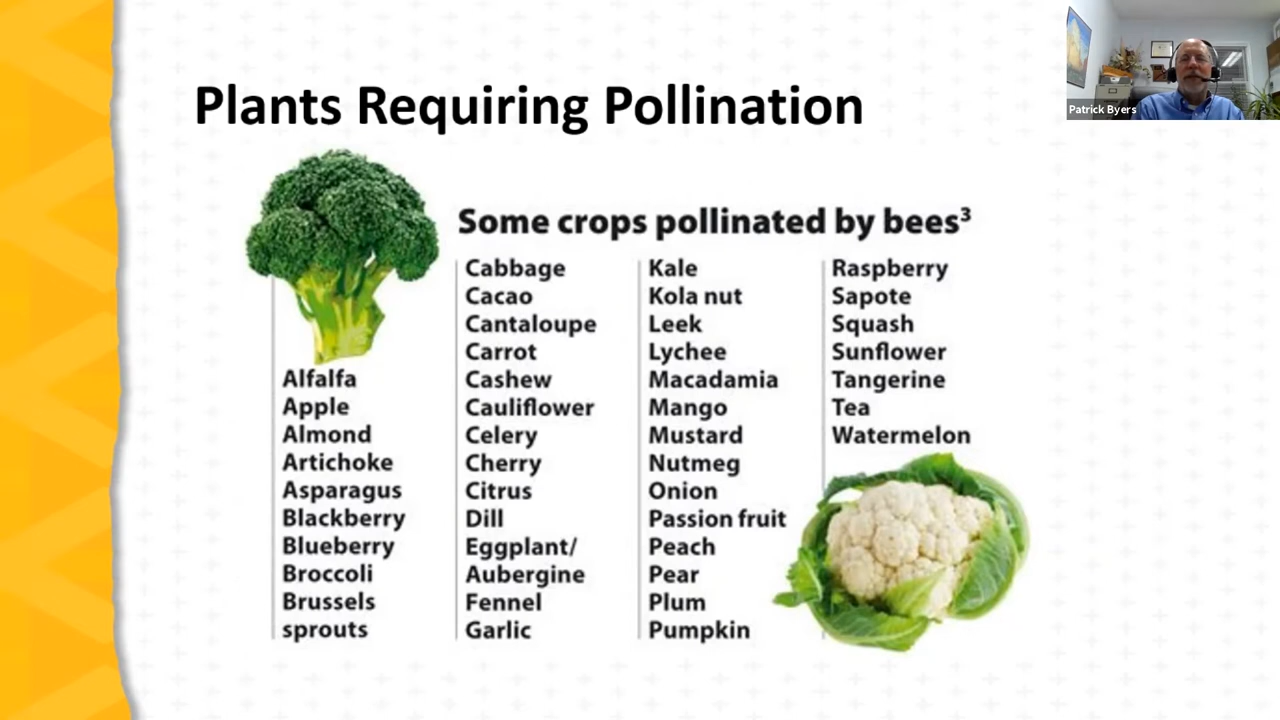 Plants Requiring Pollination
Patrick Byers
Some crops pollinated by bees³
Alfalfa
Apple
Almond
Artichoke
Asparagus
Blackberry
Blueberry
Broccoli
Brussels
sprouts
Cabbage
Cacao
Cantaloupe
Carrot
Cashew
Cauliflower
Celery
Cherry
Citrus
Dill
Eggplant/
Aubergine
Fennel
Garlic
Kale
Kola nut
Leek
Lychee
Macadamia
Mango
Mustard
Nutmeg
Onion
Passion fruit
Peach
Pear
Plum
Pumpkin
Raspberry
Sapote
Squash
Sunflower
Tangerine
Tea
Watermelon